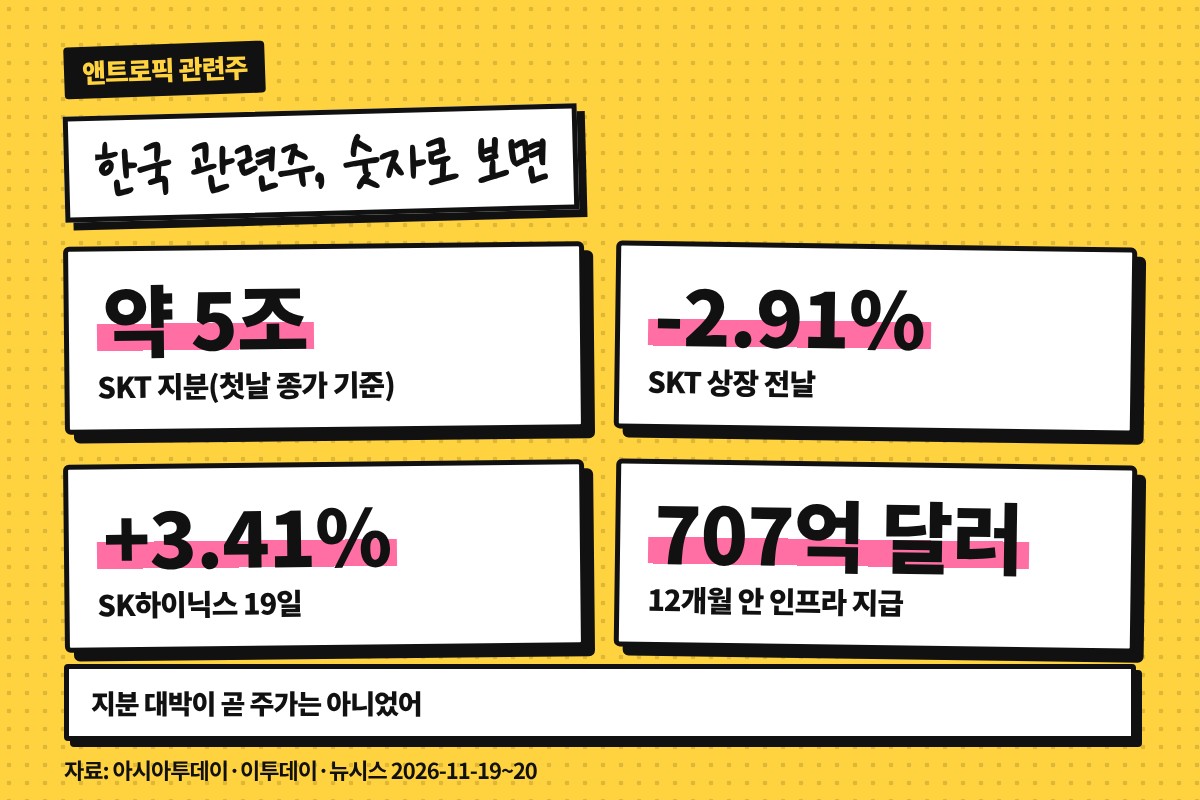 앤트로픽 관련주
한국 관련주, 숫자로 보면
약 5조
SKT 지분(첫날 종가 기준)
-2.91%
SKT 상장 전날
+3.41%
SK하이닉스 19일
707억 달러
12개월 안 인프라 지급
지분 대박이 곧 주가는 아니었어
자료: 아시아투데이·이투데이·뉴시스 2026-11-19~20